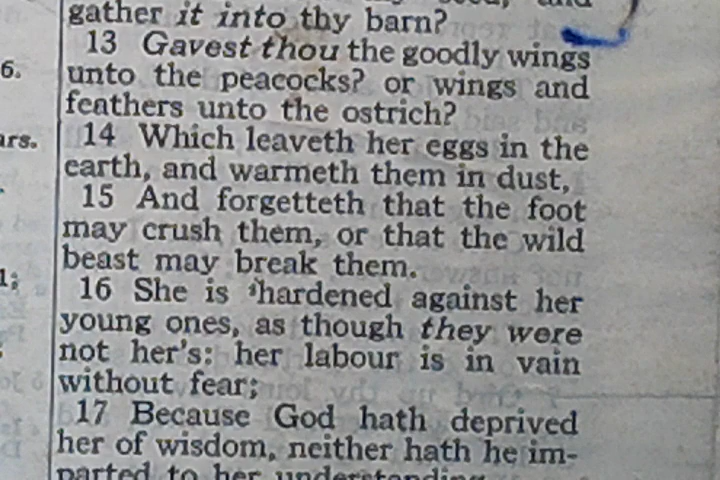 gather it into thy barn?
13 Gavest thou the goodly wings
6. unto the peacocks? or wings and
feathers unto the ostrich?
ars. 14 Which leaveth her eggs in the
earth, and warmeth them in dust,
15 And forgetteth that the foot
may crush them, or that the wild
beast may break them.
1; 16 She is hardened against her
young ones, as though they were
not her's: her labour is in vain
without fear;
17 Because God hath deprived
her of wisdom, neither hath he im-
parted to her understanding.